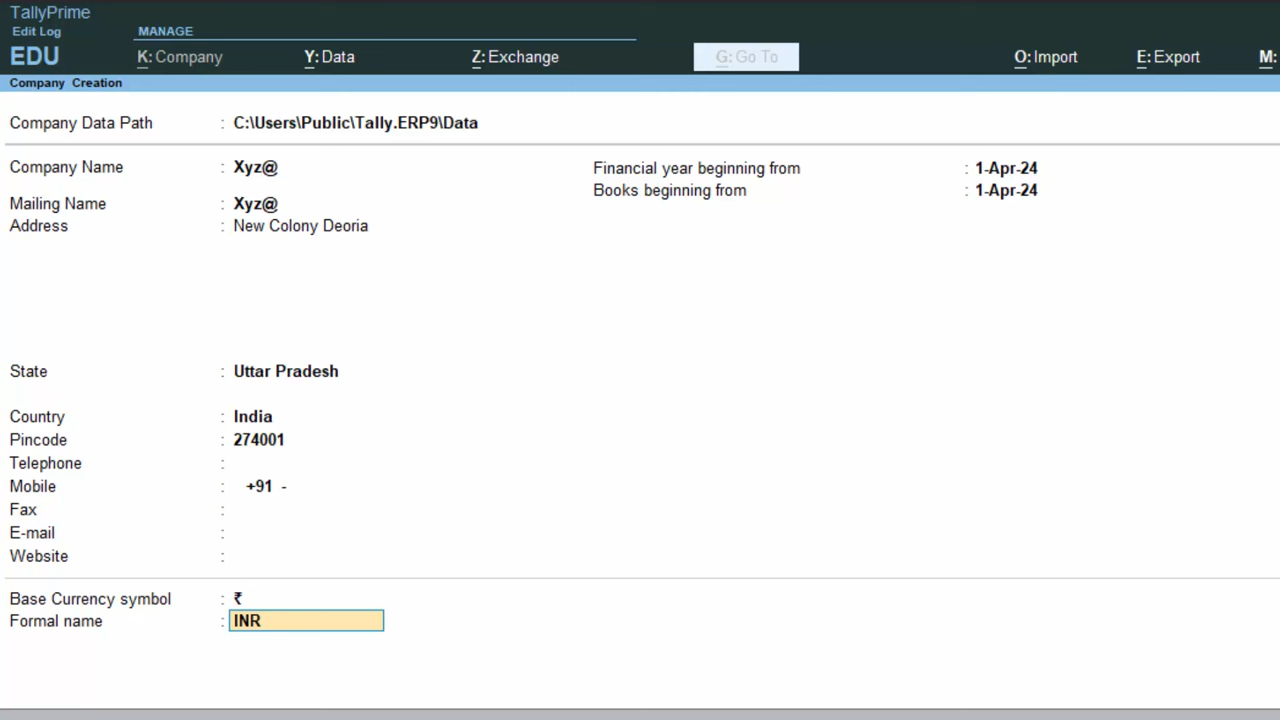 TallyPrime
Edit Log
EDU
MANAGE
K: Company Y: Data Z: Exchange G: Go To O: Import E: Export M:
Company Creation
Company Data Path : C:\Users\Public\Tally.ERP9\Data
Company Name : Xyz@ Financial year beginning from : 1-Apr-24
Books beginning from : 1-Apr-24
Mailing Name : Xyz@
Address : New Colony Deoria
State : Uttar Pradesh
Country : India
Pincode : 274001
Telephone :
Mobile : +91 -
Fax :
E-mail :
Website :
Base Currency symbol : ₹
Formal name : INR